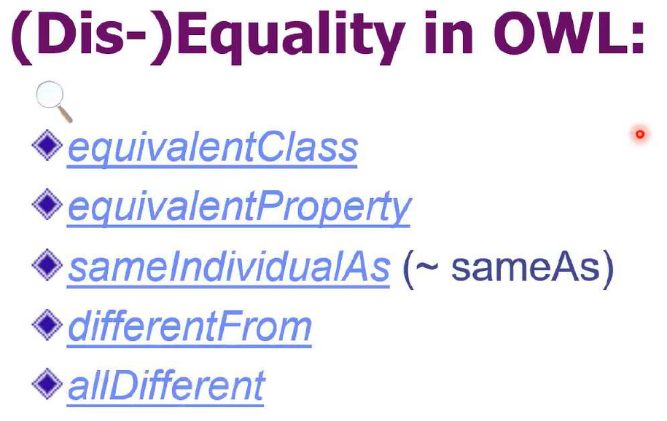 (Dis-)Equality in OWL:
equivalentClass
equivalentProperty
sameIndividualAs (~ sameAs)
differentFrom
allDifferent